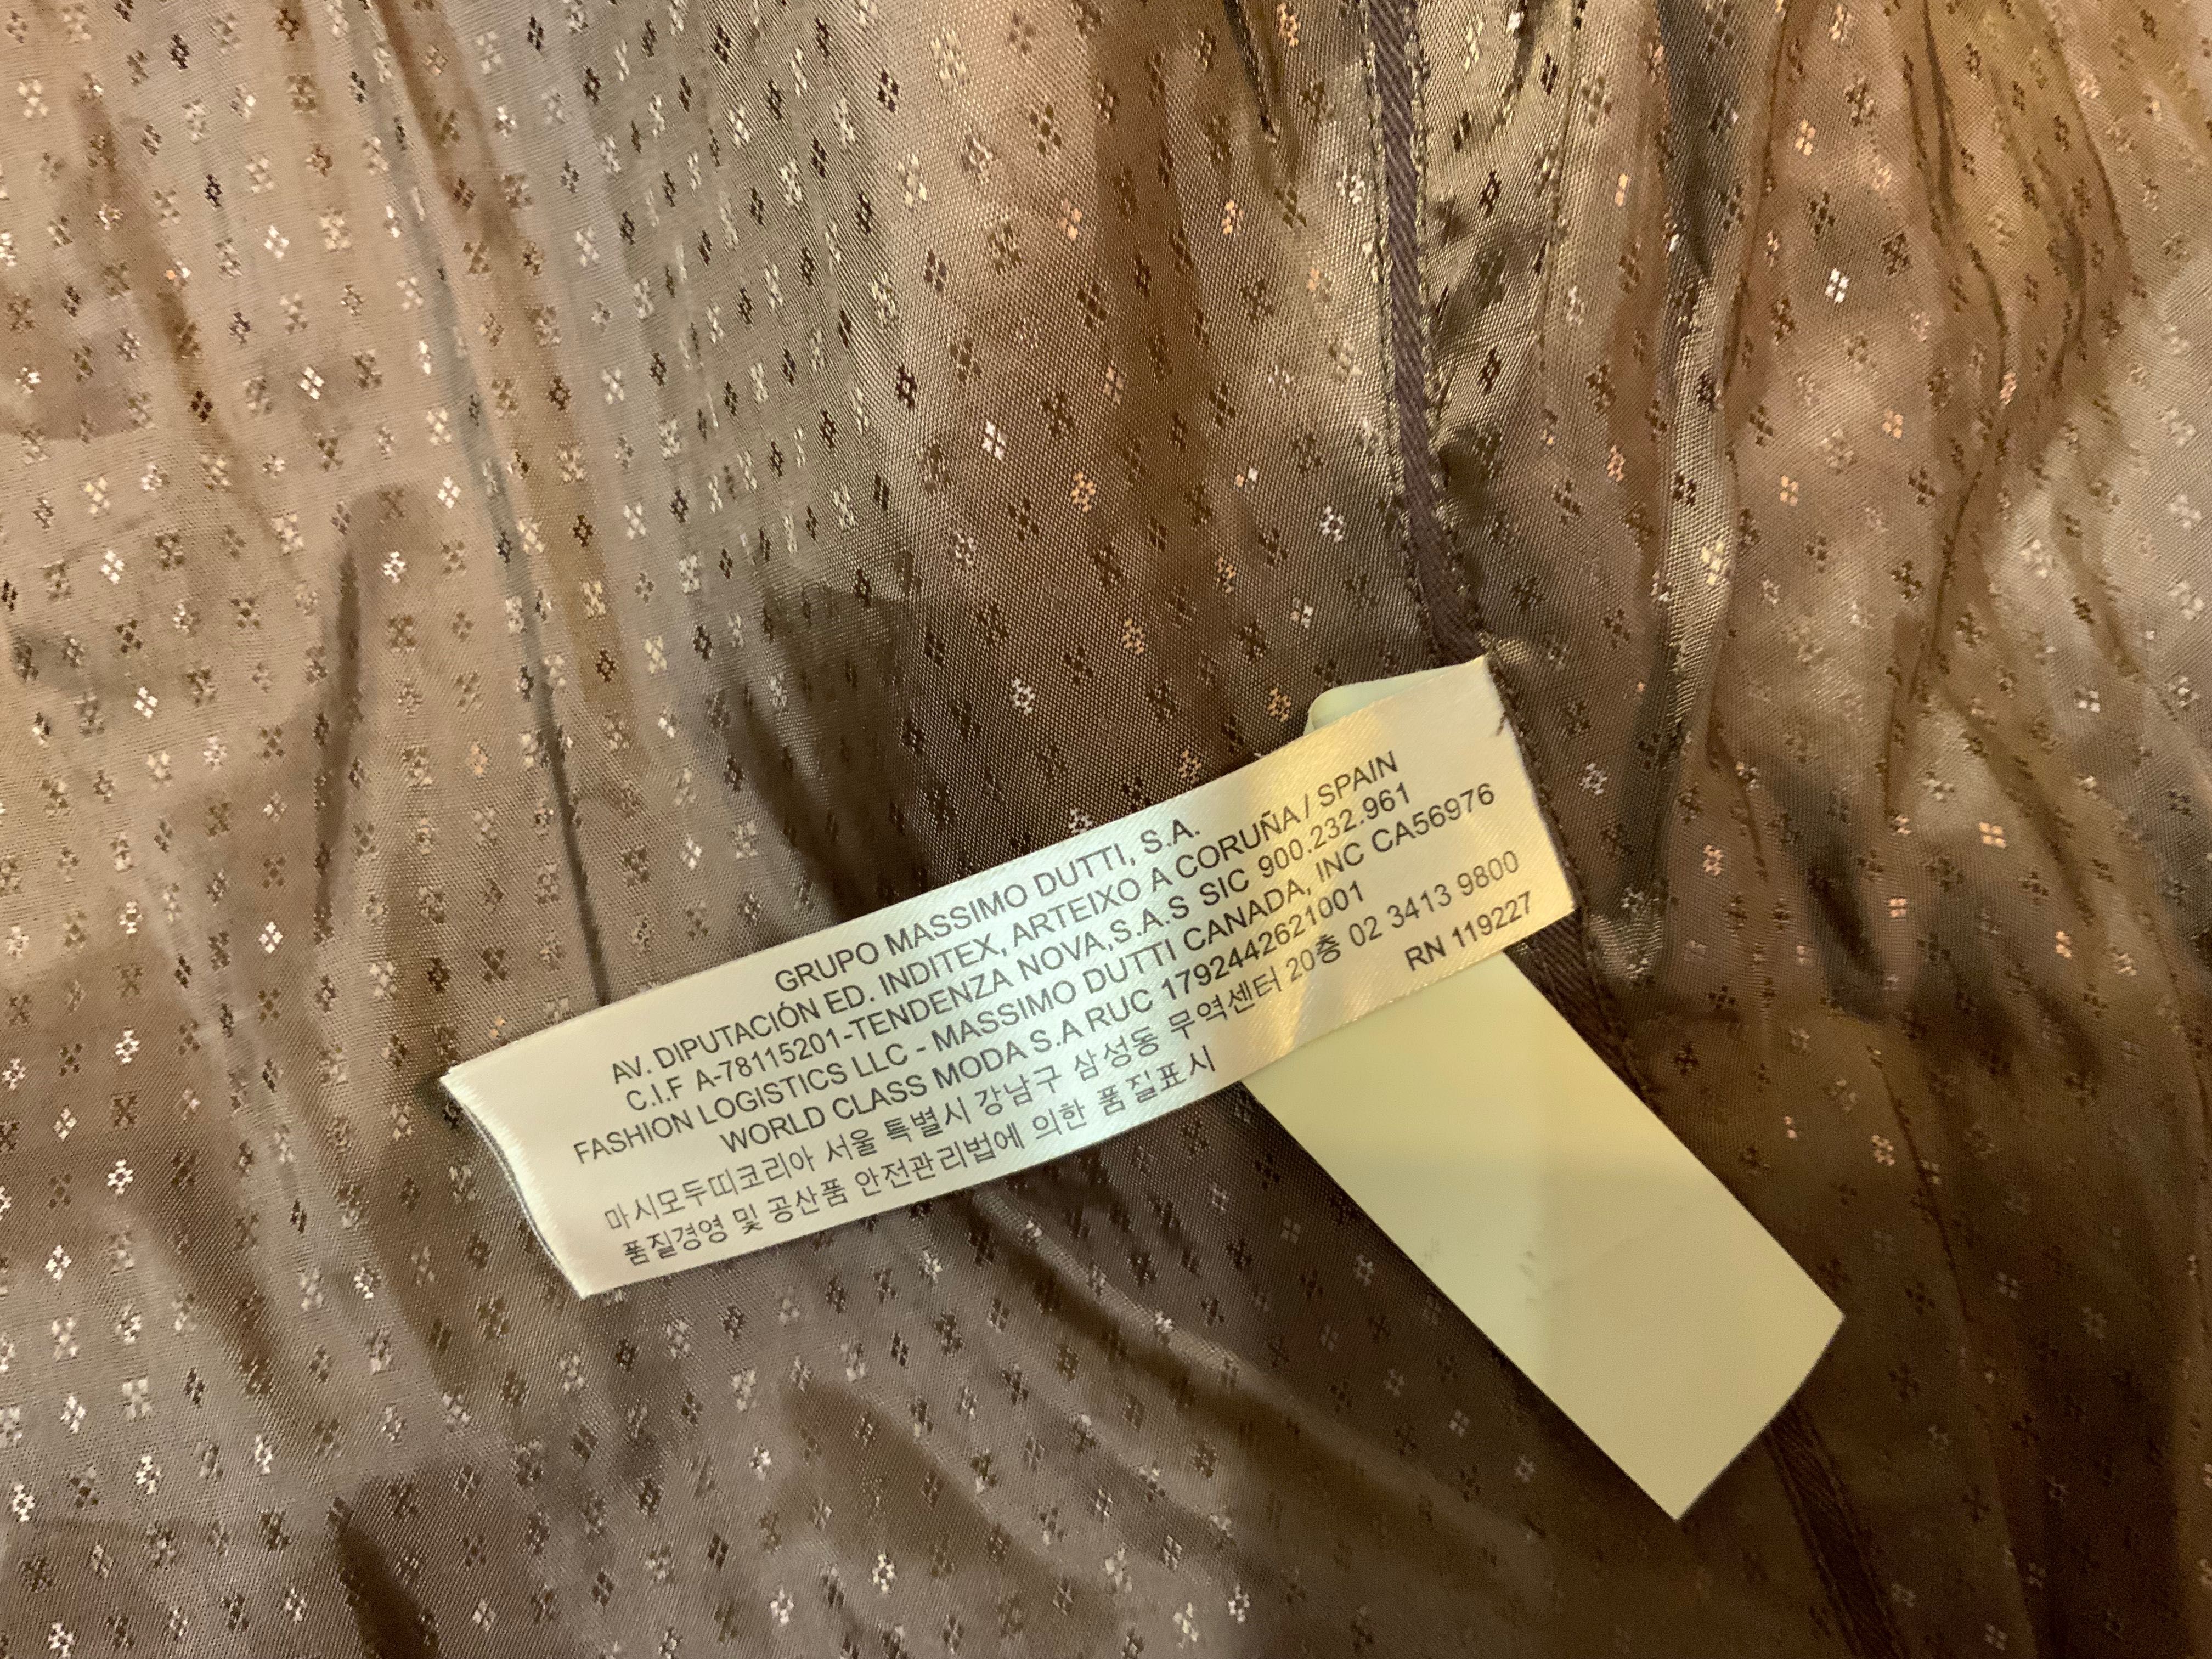 GRUPO MASSIMO DUTTI, S.A.
AV. DIPUTACIÓN ED. INDITEX, ARTEIXO A CORUÑA / SPAIN
C.I.F A-78115201-TENDENZA NOVA,S.A.S SIC 900.232.961
FASHION LOGISTICS LLC - MASSIMO DUTTI CANADA, INC CA56976
WORLD CLASS MODA S.A RUC 1792442621001
마시모두띠코리아 서울 특별시 강남구 삼성동 무역센터 20층 02 3413 9800
품질경영 및 공산품 안전관리법에 의한 품질표시 RN 119227